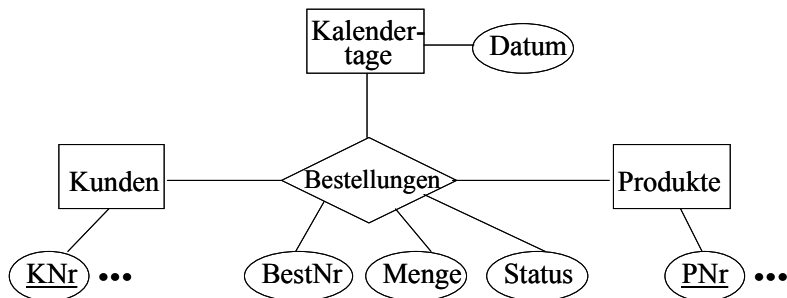 Kalender-
tage
Datum
Kunden
Bestellungen
Produkte
KNr •••
BestNr
Menge
Status
PNr •••